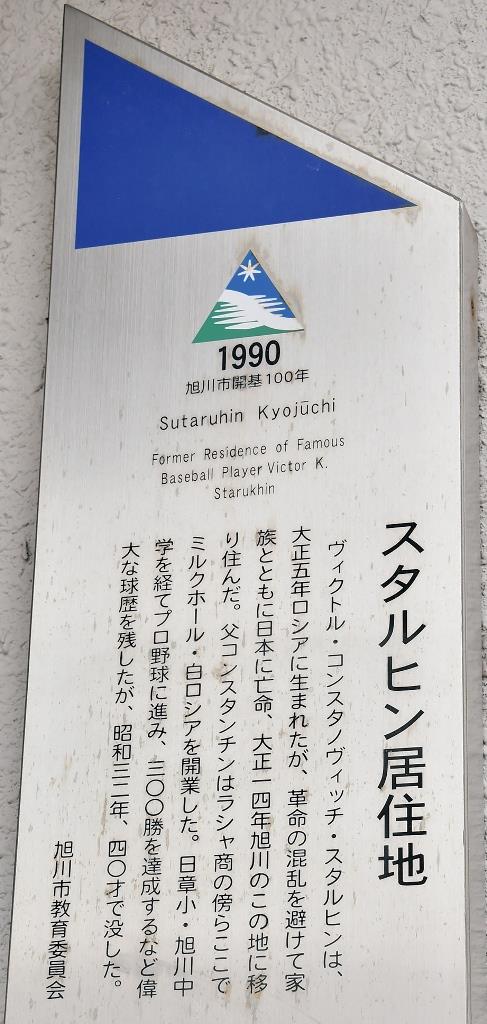 1990
旭川市開基100年
Sutaruhin Kyojūchi
Former Residence of Famous
Baseball Player Victor K.
Starukhin
スタルヒン居住地
ヴィクトル・コンスタノヴィッチ・スタルヒンは、
大正五年ロシアに生まれたが、革命の混乱を避けて家
族とともに日本に亡命、大正一四年旭川のこの地に移
り住んだ。父コンスタンチンはラシャ商の傍らここで
ミルクホール・白ロシアを開業した。日章小・旭川中
学を経てプロ野球に進み、三〇〇勝を達成するなど偉
大な球歴を残したが、昭和三二年、四〇才で没した。
旭川市教育委員会